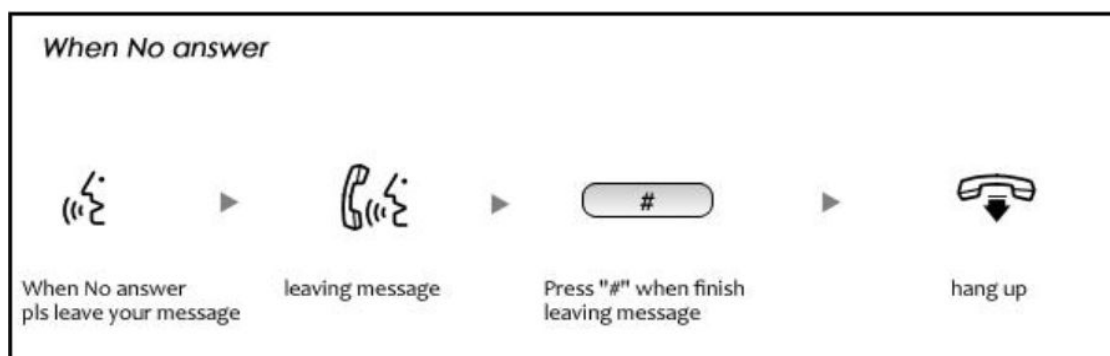 When No answer
#
When No answer
pls leave your message
leaving message
Press "#" when finish
leaving message
hang up